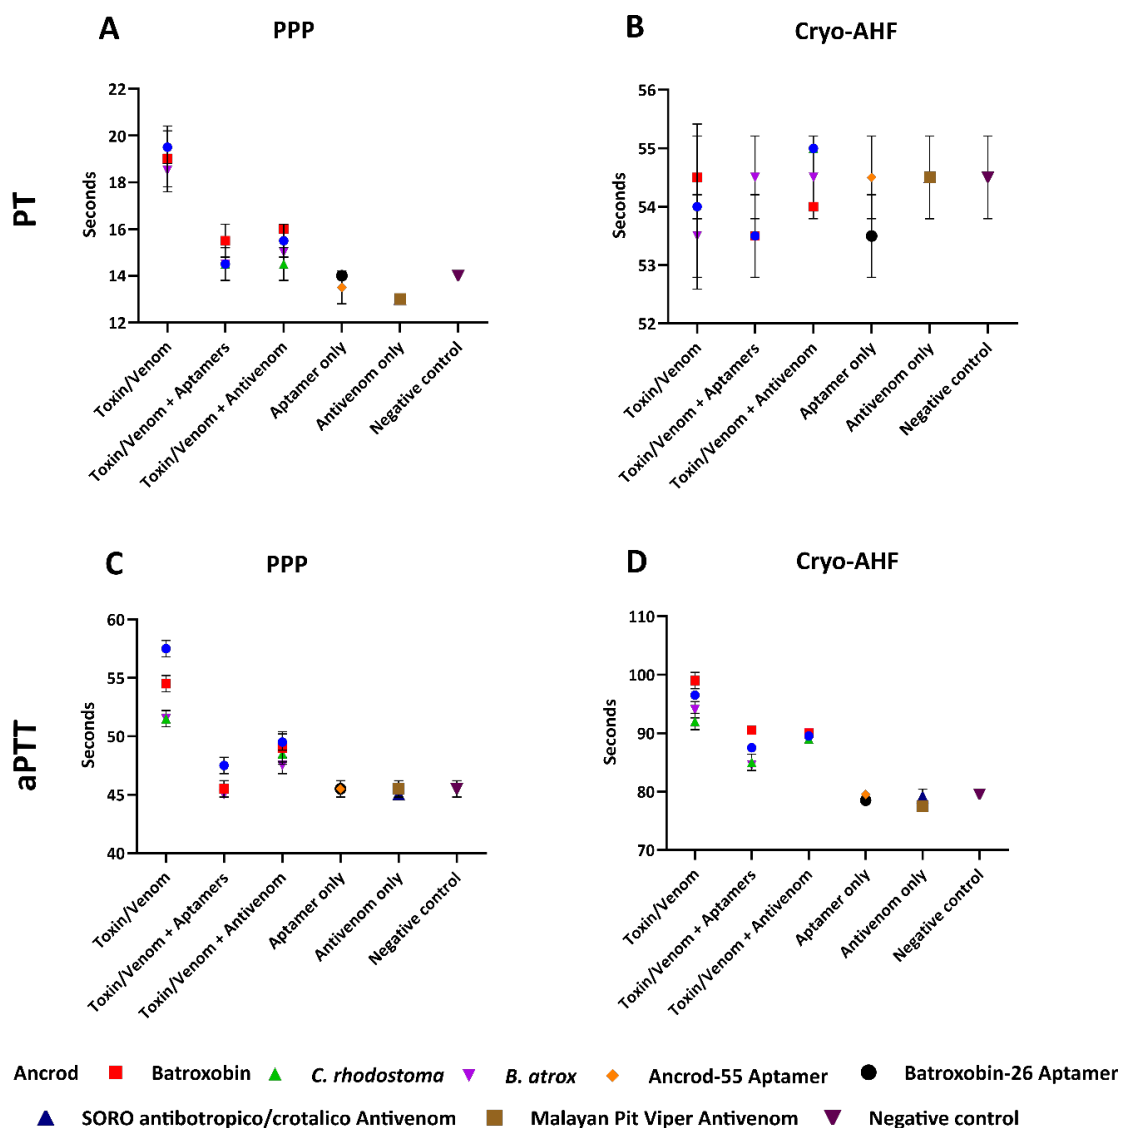 A
PPP
B
Cryo-AHF
PT
Seconds
22
20
18
16
14
12
Toxin/Venom
Toxin/Venom + Aptamers
Toxin/Venom + Antivenom
Aptamer only
Antivenom only
Negative control
Seconds
56
55
54
53
52
Toxin/Venom
Toxin/Venom + Aptamers
Toxin/Venom + Antivenom
Aptamer only
Antivenom only
Negative control
C
PPP
D
Cryo-AHF
aPTT
Seconds
60
55
50
45
40
Toxin/Venom
Toxin/Venom + Aptamers
Toxin/Venom + Antivenom
Aptamer only
Antivenom only
Negative control
Seconds
110
100
90
80
70
Toxin/Venom
Toxin/Venom + Aptamers
Toxin/Venom + Antivenom
Aptamer only
Antivenom only
Negative control
Ancrod Batroxobin C. rhodostoma B. atrox Ancrod-55 Aptamer Batroxobin-26 Aptamer
SORO antibotropico/crotalico Antivenom Malayan Pit Viper Antivenom Negative control